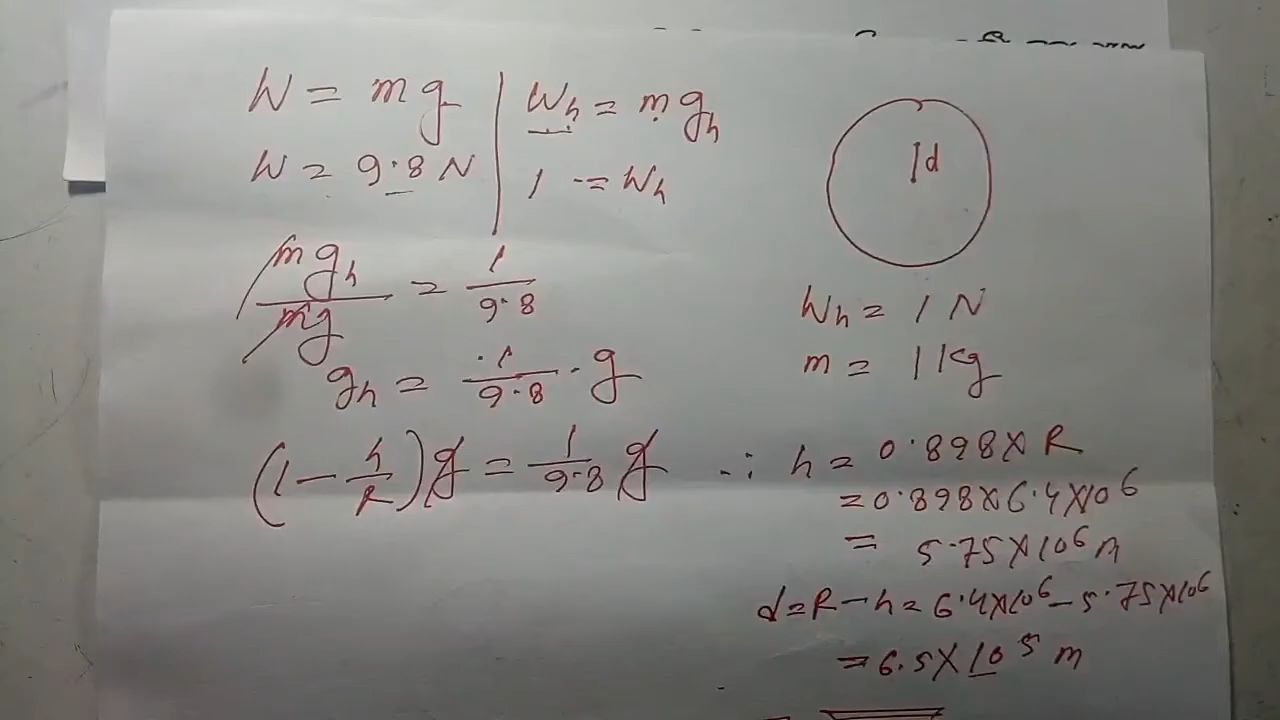 W = mg
W = 9.8 N
Wh = mgh
1 = Wh
d
mgh/mg = 1/9.8
gh = 1/9.8 · g
(1 - h/R)g = 1/9.8 g
Wh = 1 N
m = 1 kg
∴ h = 0.898 X R
= 0.898 X 6.4 X 10^6
= 5.75 X 10^6 m
d = R - h = 6.4 X 10^6 - 5.75 X 10^6
= 6.5 X 10^5 m